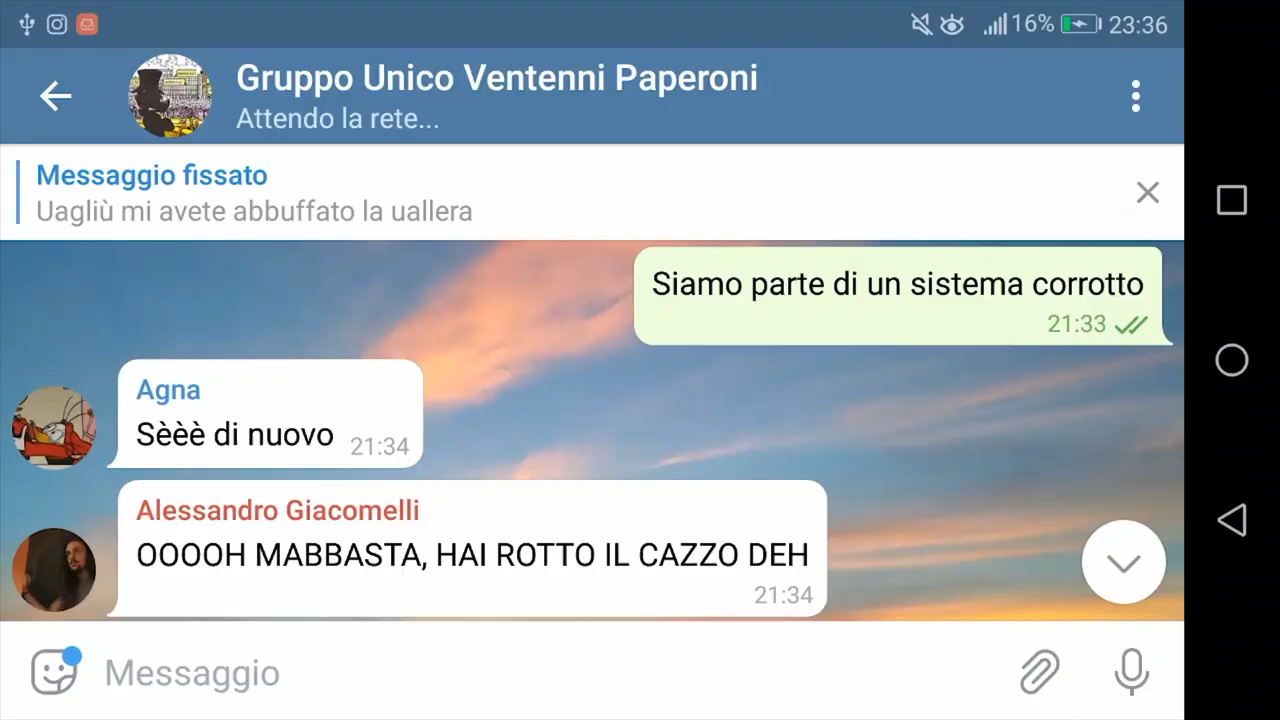 16% 23:36
Gruppo Unico Ventenni Paperoni
Attendo la rete...
Messaggio fissato
Uagliù mi avete abbuffato la uallera
Siamo parte di un sistema corrotto
21:33
Agna
Sèèè di nuovo 21:34
Alessandro Giacomelli
OOOOH MABBASTA, HAI ROTTO IL CAZZO DEH
21:34
Messaggio